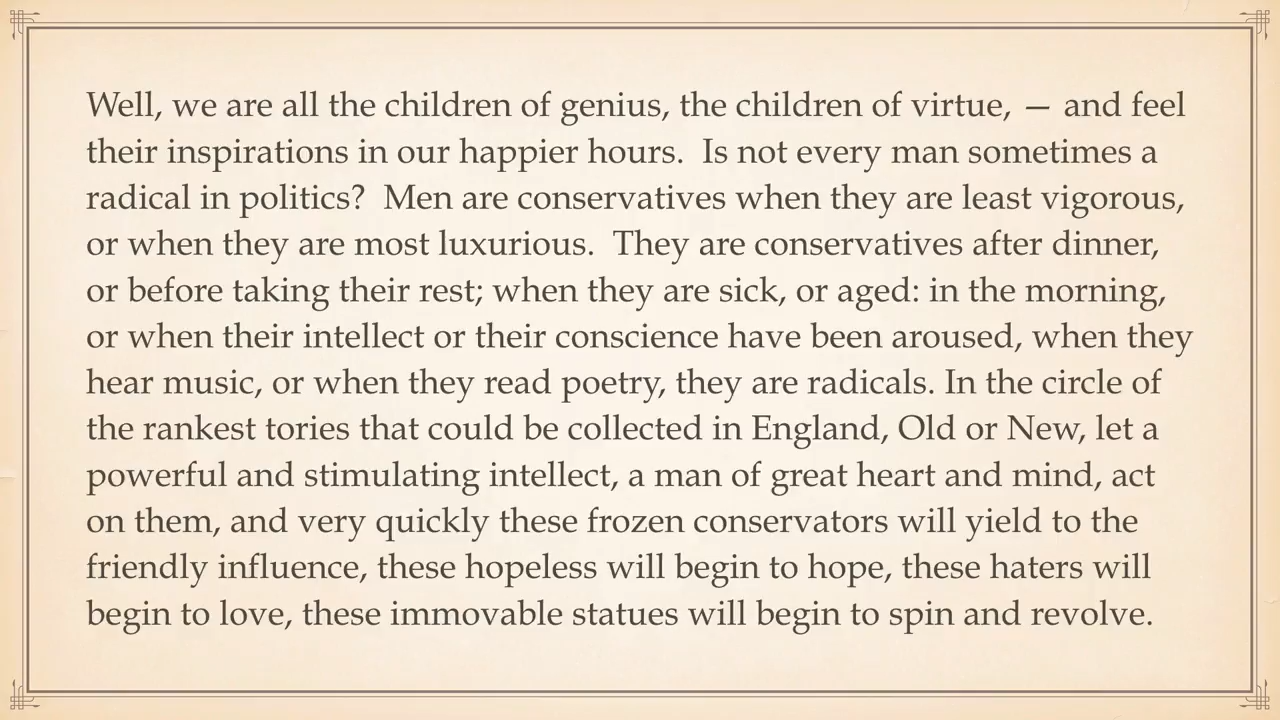 Well, we are all the children of genius, the children of virtue, — and feel
their inspirations in our happier hours.  Is not every man sometimes a
radical in politics?  Men are conservatives when they are least vigorous,
or when they are most luxurious.  They are conservatives after dinner,
or before taking their rest; when they are sick, or aged: in the morning,
or when their intellect or their conscience have been aroused, when they
hear music, or when they read poetry, they are radicals. In the circle of
the rankest tories that could be collected in England, Old or New, let a
powerful and stimulating intellect, a man of great heart and mind, act
on them, and very quickly these frozen conservators will yield to the
friendly influence, these hopeless will begin to hope, these haters will
begin to love, these immovable statues will begin to spin and revolve.